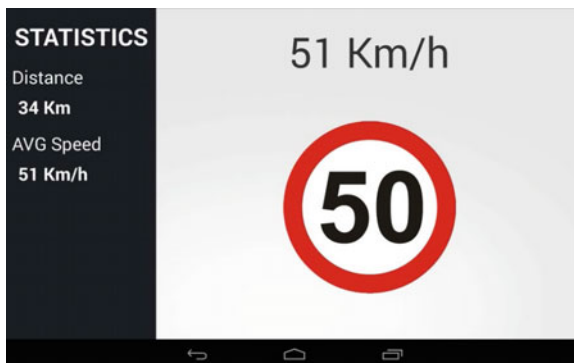 STATISTICS
Distance
34 Km
AVG Speed
51 Km/h
51 Km/h
50